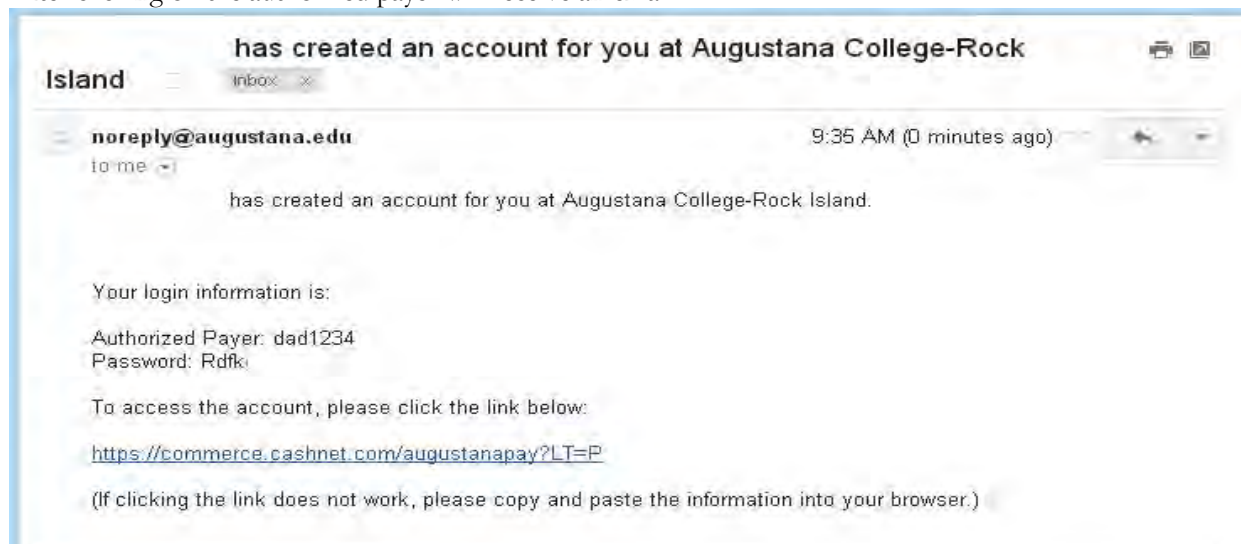 has created an account for you at Augustana College-Rock
Island
Inbox x
noreply@augustana.edu
9:35 AM (0 minutes ago)
to me
has created an account for you at Augustana College-Rock Island.
Your login information is:
Authorized Payer: dad1234
Password: Rdfk
To access the account, please click the link below:
https://commerce.cashnet.com/augustanapay?LT=P
(If clicking the link does not work, please copy and paste the information into your browser.)